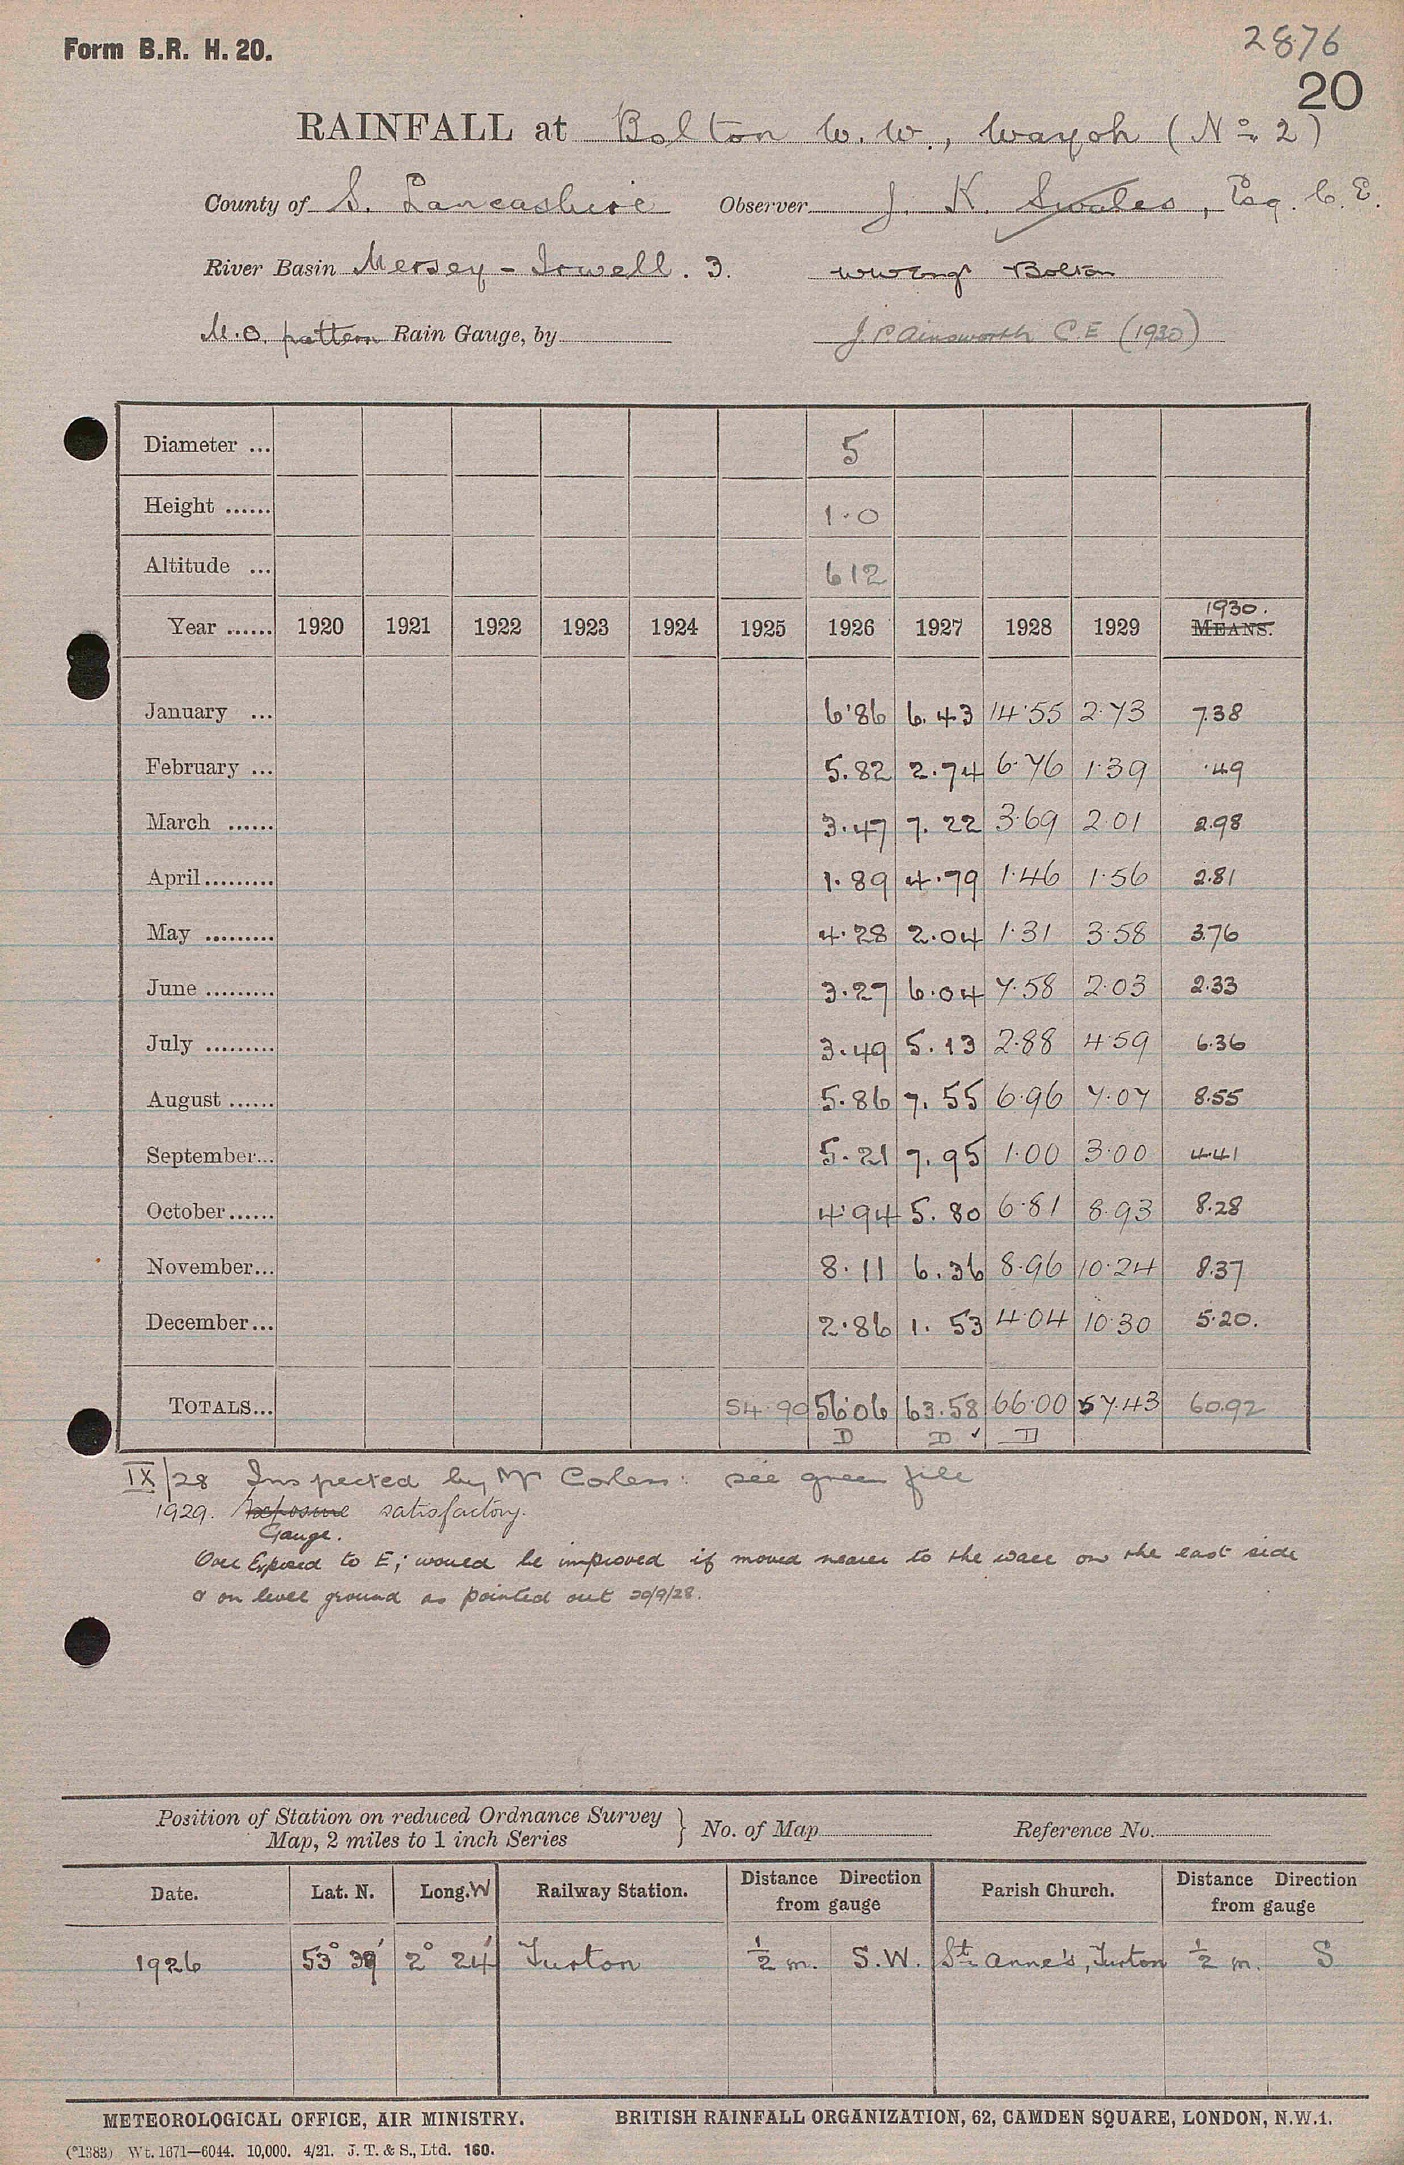 Form B.R. H. 20.
2876
20
RAINFALL at Bolton W.W., Wayoh (No. 2)
County of S. Lancashire Observer J. K. Swales, Esq. C.E.
River Basin Mersey - Irwell. 3. WW Engr Bolton
M.O. pattern Rain Gauge, by J. P. Ainsworth C.E (1930)
Diameter ... 5
Height ...... 1.0
Altitude ... 612
1930.
Year ...... 1920 1921 1922 1923 1924 1925 1926 1927 1928 1929 MEANS.
January ... 6.86 6.43 14.55 2.73 7.38
February ... 5.82 2.74 6.76 1.39 .49
March ...... 3.47 7.22 3.69 2.01 2.98
April ......... 1.89 4.79 1.46 1.56 2.81
May ......... 4.28 2.04 1.31 3.58 3.76
June ......... 3.27 6.04 7.58 2.03 2.33
July ......... 3.49 5.13 2.88 4.59 6.36
August ...... 5.86 7.55 6.96 7.07 8.55
September... 5.21 7.95 1.00 3.00 4.41
October...... 4.94 5.80 6.81 8.93 8.28
November... 8.11 6.36 8.96 10.24 8.37
December... 2.86 1.53 4.04 10.30 5.20.
TOTALS... 54.90 56.06 63.58 66.00 57.43 60.92
D D ✓ D
IX/28 Inspected by Mr Corless: see green file
1929. Exposure satisfactory.
Gauge.
Over Exposed to E; would be improved if moved nearer to the wall on the east side
& on level ground as pointed out 20/9/28.
Position of Station on reduced Ordnance Survey
Map, 2 miles to 1 inch Series } No. of Map Reference No.
Date. Lat. N. Long. W Railway Station. Distance Direction from gauge Parish Church. Distance Direction from gauge
1926 53° 39' 2° 24' Turton ½ m. S.W. St. Anne's, Turton ½ m. S
METEOROLOGICAL OFFICE, AIR MINISTRY. BRITISH RAINFALL ORGANIZATION, 62, CAMDEN SQUARE, LONDON, N.W.1.
(*1383) Wt. 1671—6044. 10,000. 4/21. J. T. & S., Ltd. 160.